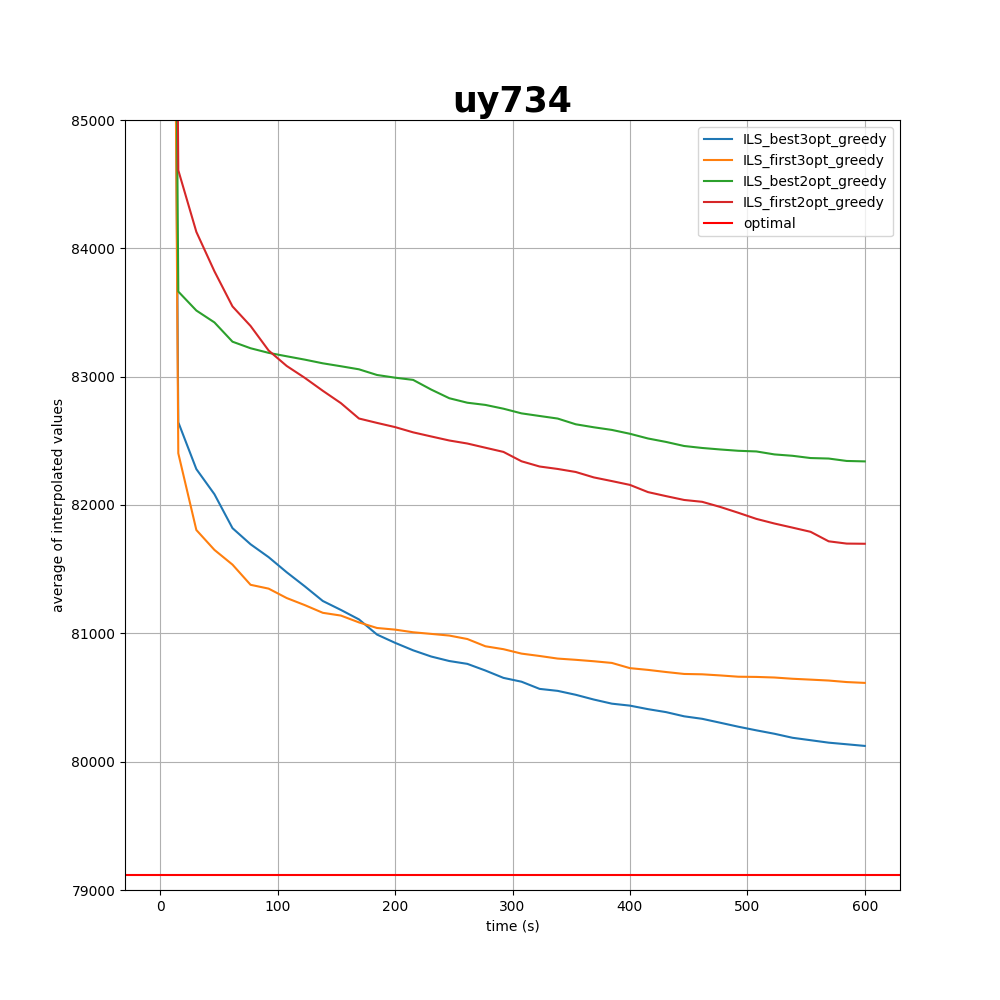 uy734
85000
84000
83000
82000
81000
80000
79000
average of interpolated values
ILS_best3opt_greedy
ILS_first3opt_greedy
ILS_best2opt_greedy
ILS_first2opt_greedy
optimal
0 100 200 300 400 500 600
time (s)